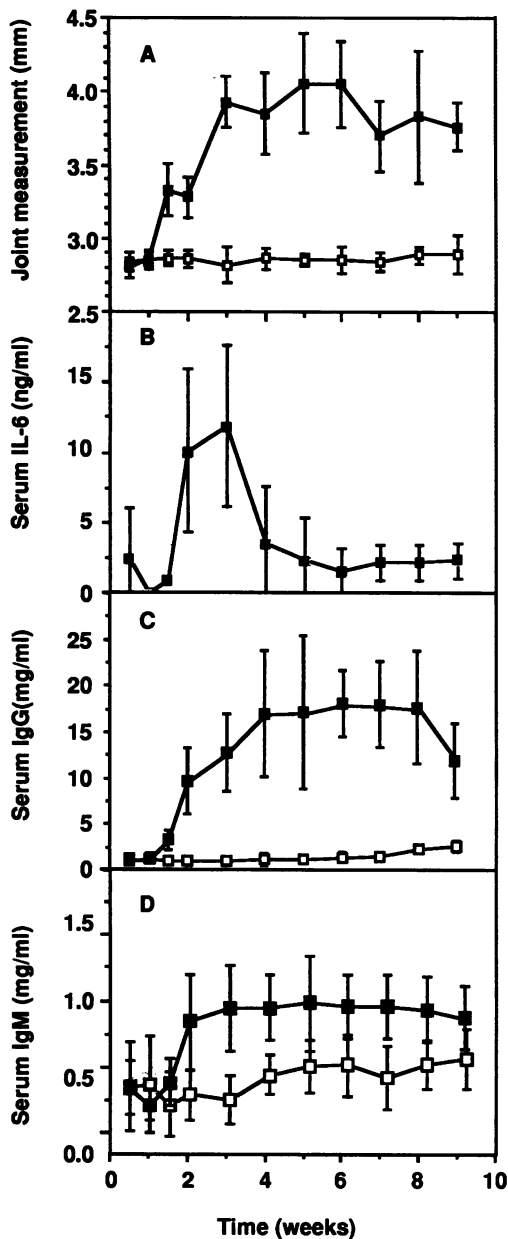 A
Joint measurement (mm)
4.5
4.0
3.5
3.0
2.5
B
Serum IL-6 (ng/ml)
15
10
5
0
C
Serum IgG(mg/ml)
25
20
15
10
5
0
D
Serum IgM (mg/ml)
1.5
1.0
0.5
0.0
0 2 4 6 8 10
Time (weeks)